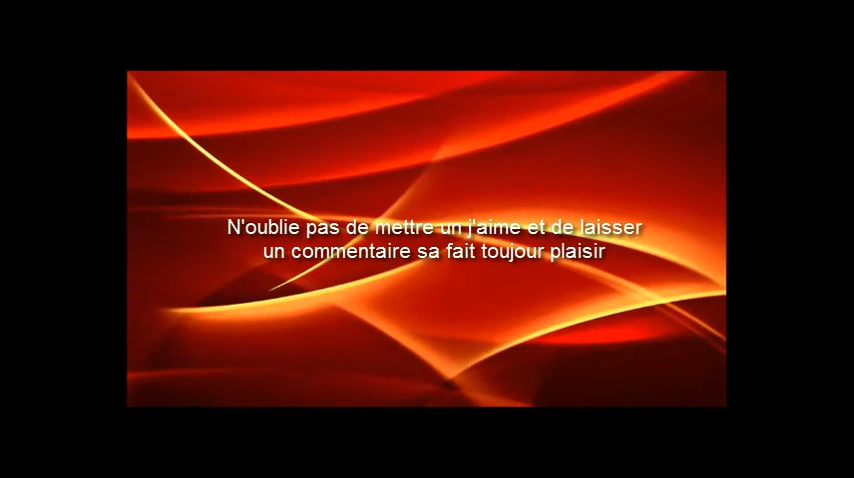 N'oublie pas de mettre un j'aime et de laisser
un commentaire sa fait toujour plaisir